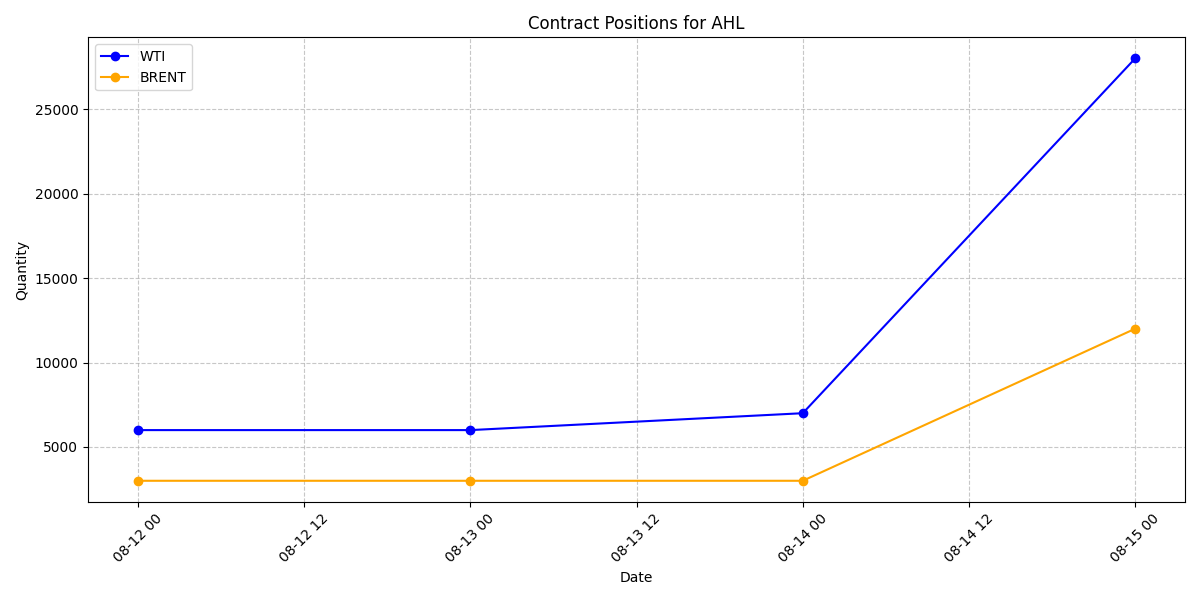 Contract Positions for AHL
WTI
BRENT
Quantity
25000
20000
15000
10000
5000
08-12 00
08-12 12
08-13 00
08-13 12
08-14 00
08-14 12
08-15 00
Date